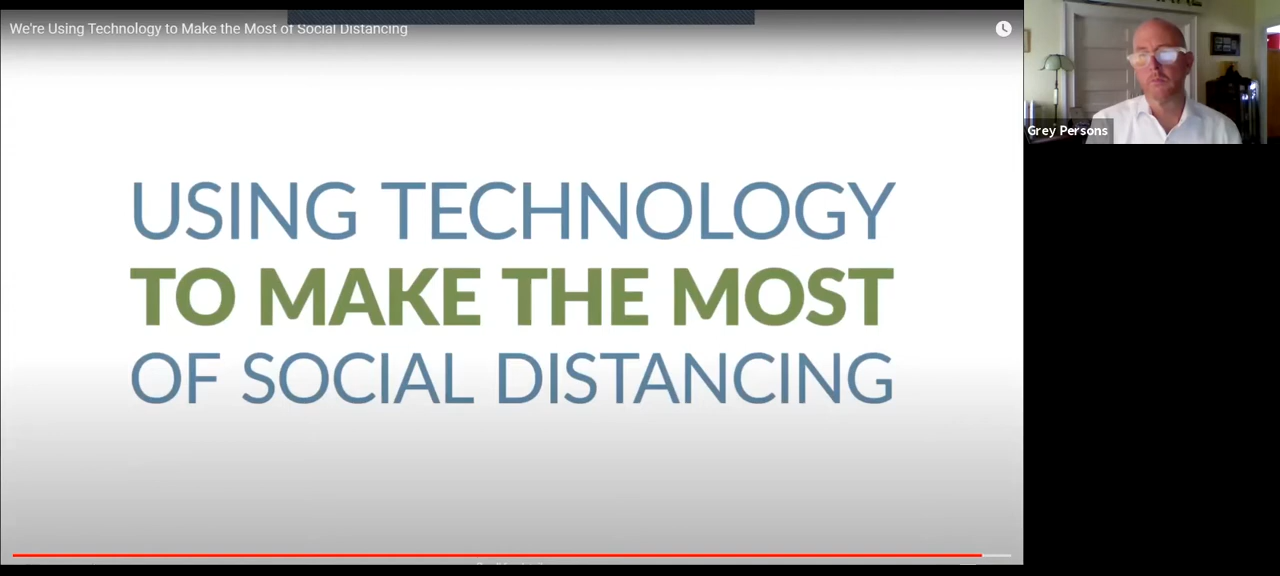 We're Using Technology to Make the Most of Social Distancing
USING TECHNOLOGY
TO MAKE THE MOST
OF SOCIAL DISTANCING
Grey Persons